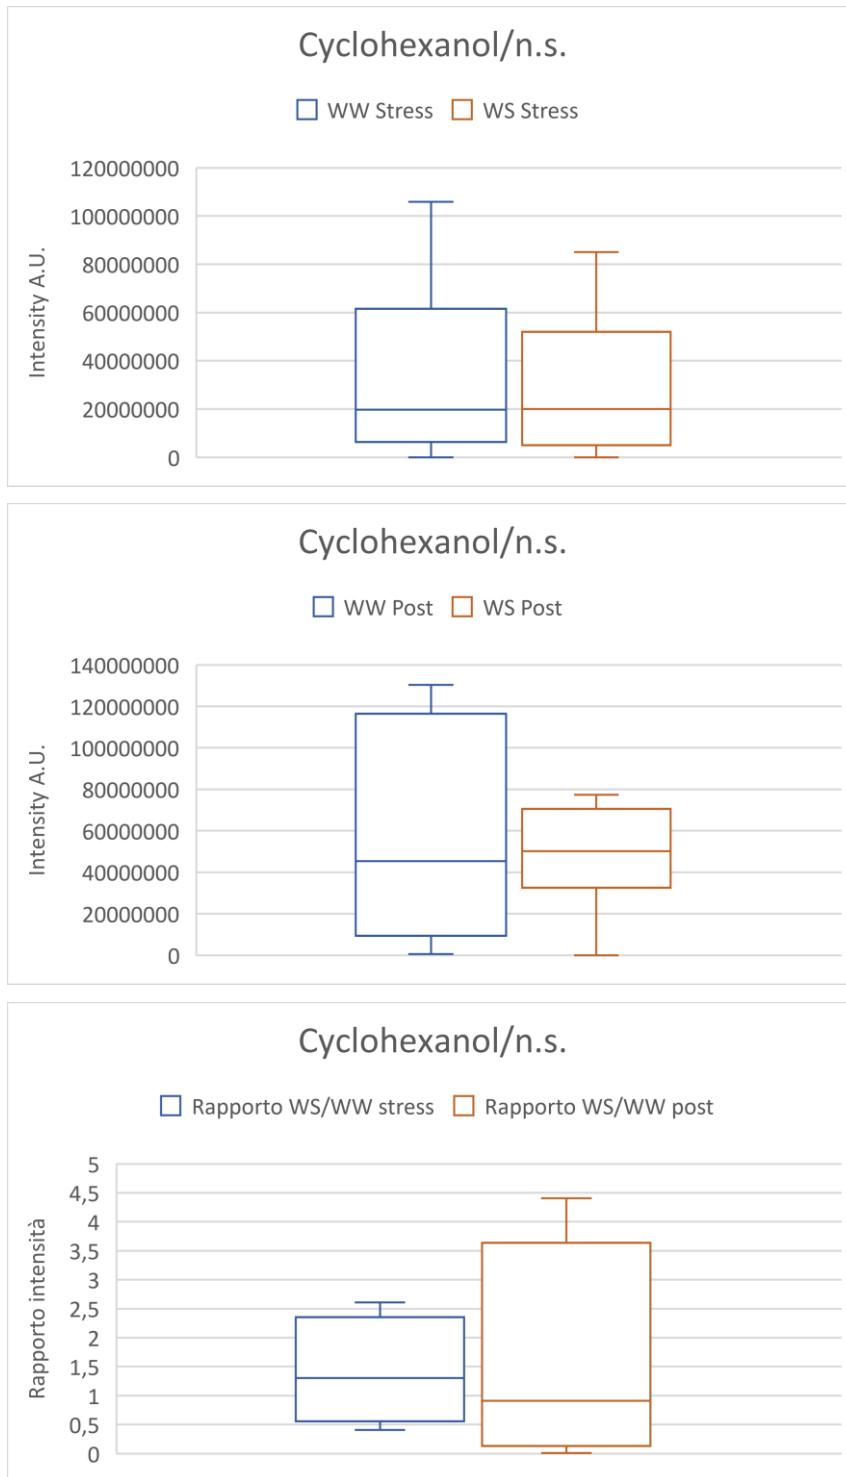 Cyclohexanol/n.s.
WW Stress WS Stress
Intensity A.U.
120000000
100000000
80000000
60000000
40000000
20000000
0
Cyclohexanol/n.s.
WW Post WS Post
Intensity A.U.
140000000
120000000
100000000
80000000
60000000
40000000
20000000
0
Cyclohexanol/n.s.
Rapporto WS/WW stress Rapporto WS/WW post
Rapporto intensità
5
4,5
4
3,5
3
2,5
2
1,5
1
0,5
0